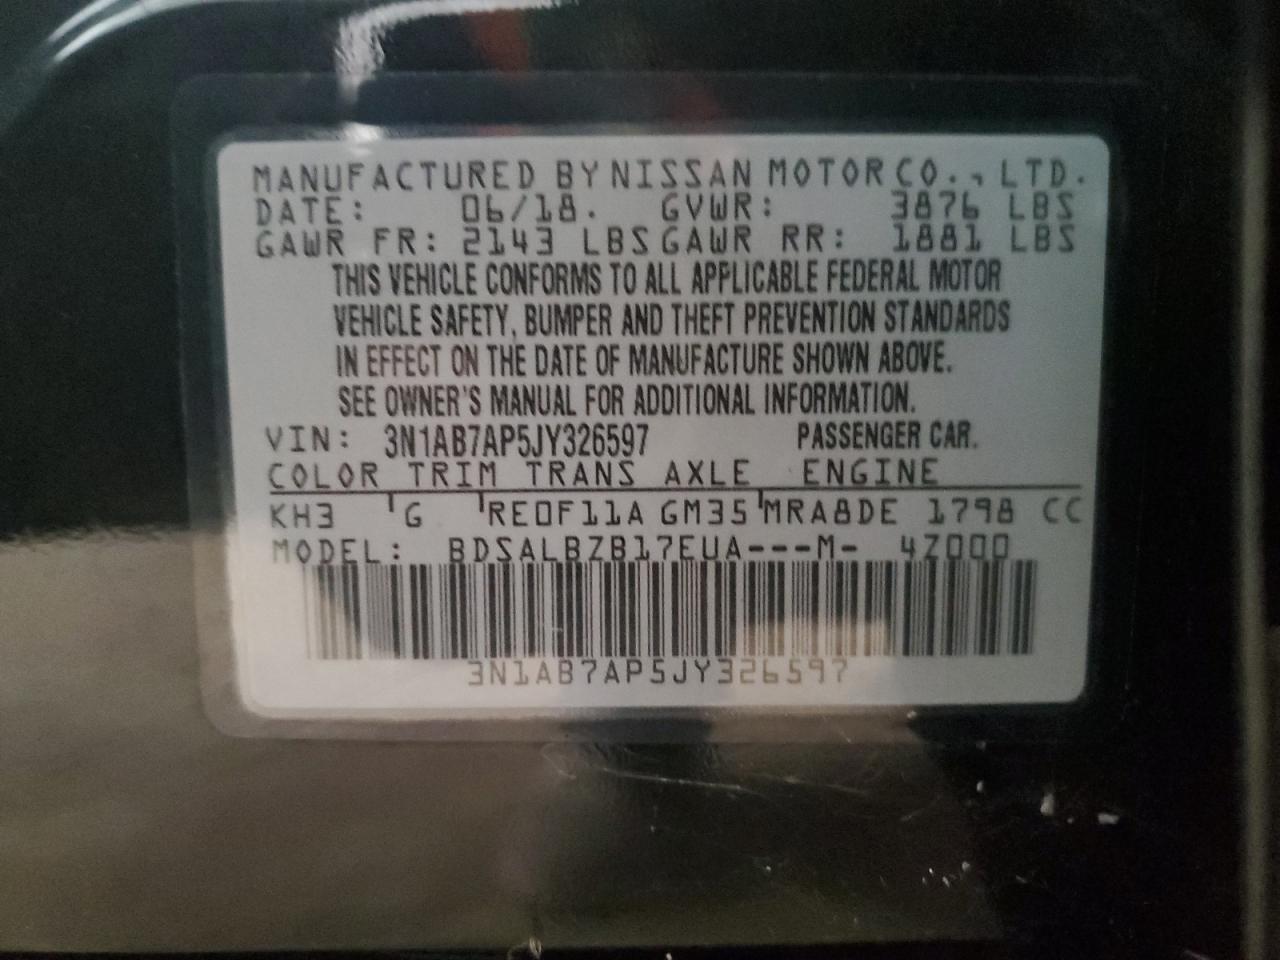 MANUFACTURED BY NISSAN MOTOR CO., LTD.
DATE: 06/18. GVWR: 3876 LBS
GAWR FR: 2143 LBS GAWR RR: 1881 LBS
THIS VEHICLE CONFORMS TO ALL APPLICABLE FEDERAL MOTOR
VEHICLE SAFETY, BUMPER AND THEFT PREVENTION STANDARDS
IN EFFECT ON THE DATE OF MANUFACTURE SHOWN ABOVE.
SEE OWNER'S MANUAL FOR ADDITIONAL INFORMATION.
VIN: 3N1AB7AP5JY326597 PASSENGER CAR.
COLOR TRIM TRANS AXLE ENGINE
KH3 G RE0F11A GM35 MRA8DE 1798 CC
MODEL: BDSALBZB17EUA---M- 4Z000
3N1AB7AP5JY326597